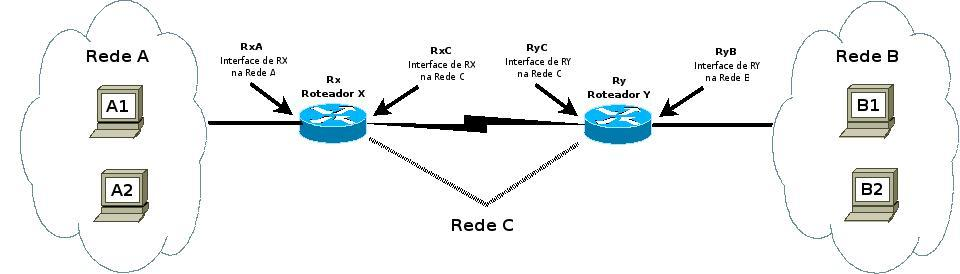 Rede A
A1
A2
RxA
Interface de RX
na Rede A
Rx
Roteador X
RxC
Interface de RX
na Rede C
RyC
Interface de RY
na Rede C
Ry
Roteador Y
RyB
Interface de RY
na Rede E
Rede B
B1
B2
Rede C